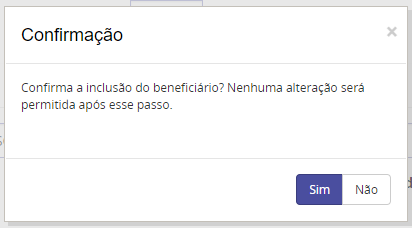 Confirmação
×
Confirma a inclusão do beneficiário? Nenhuma alteração será
permitida após esse passo.
Sim
Não